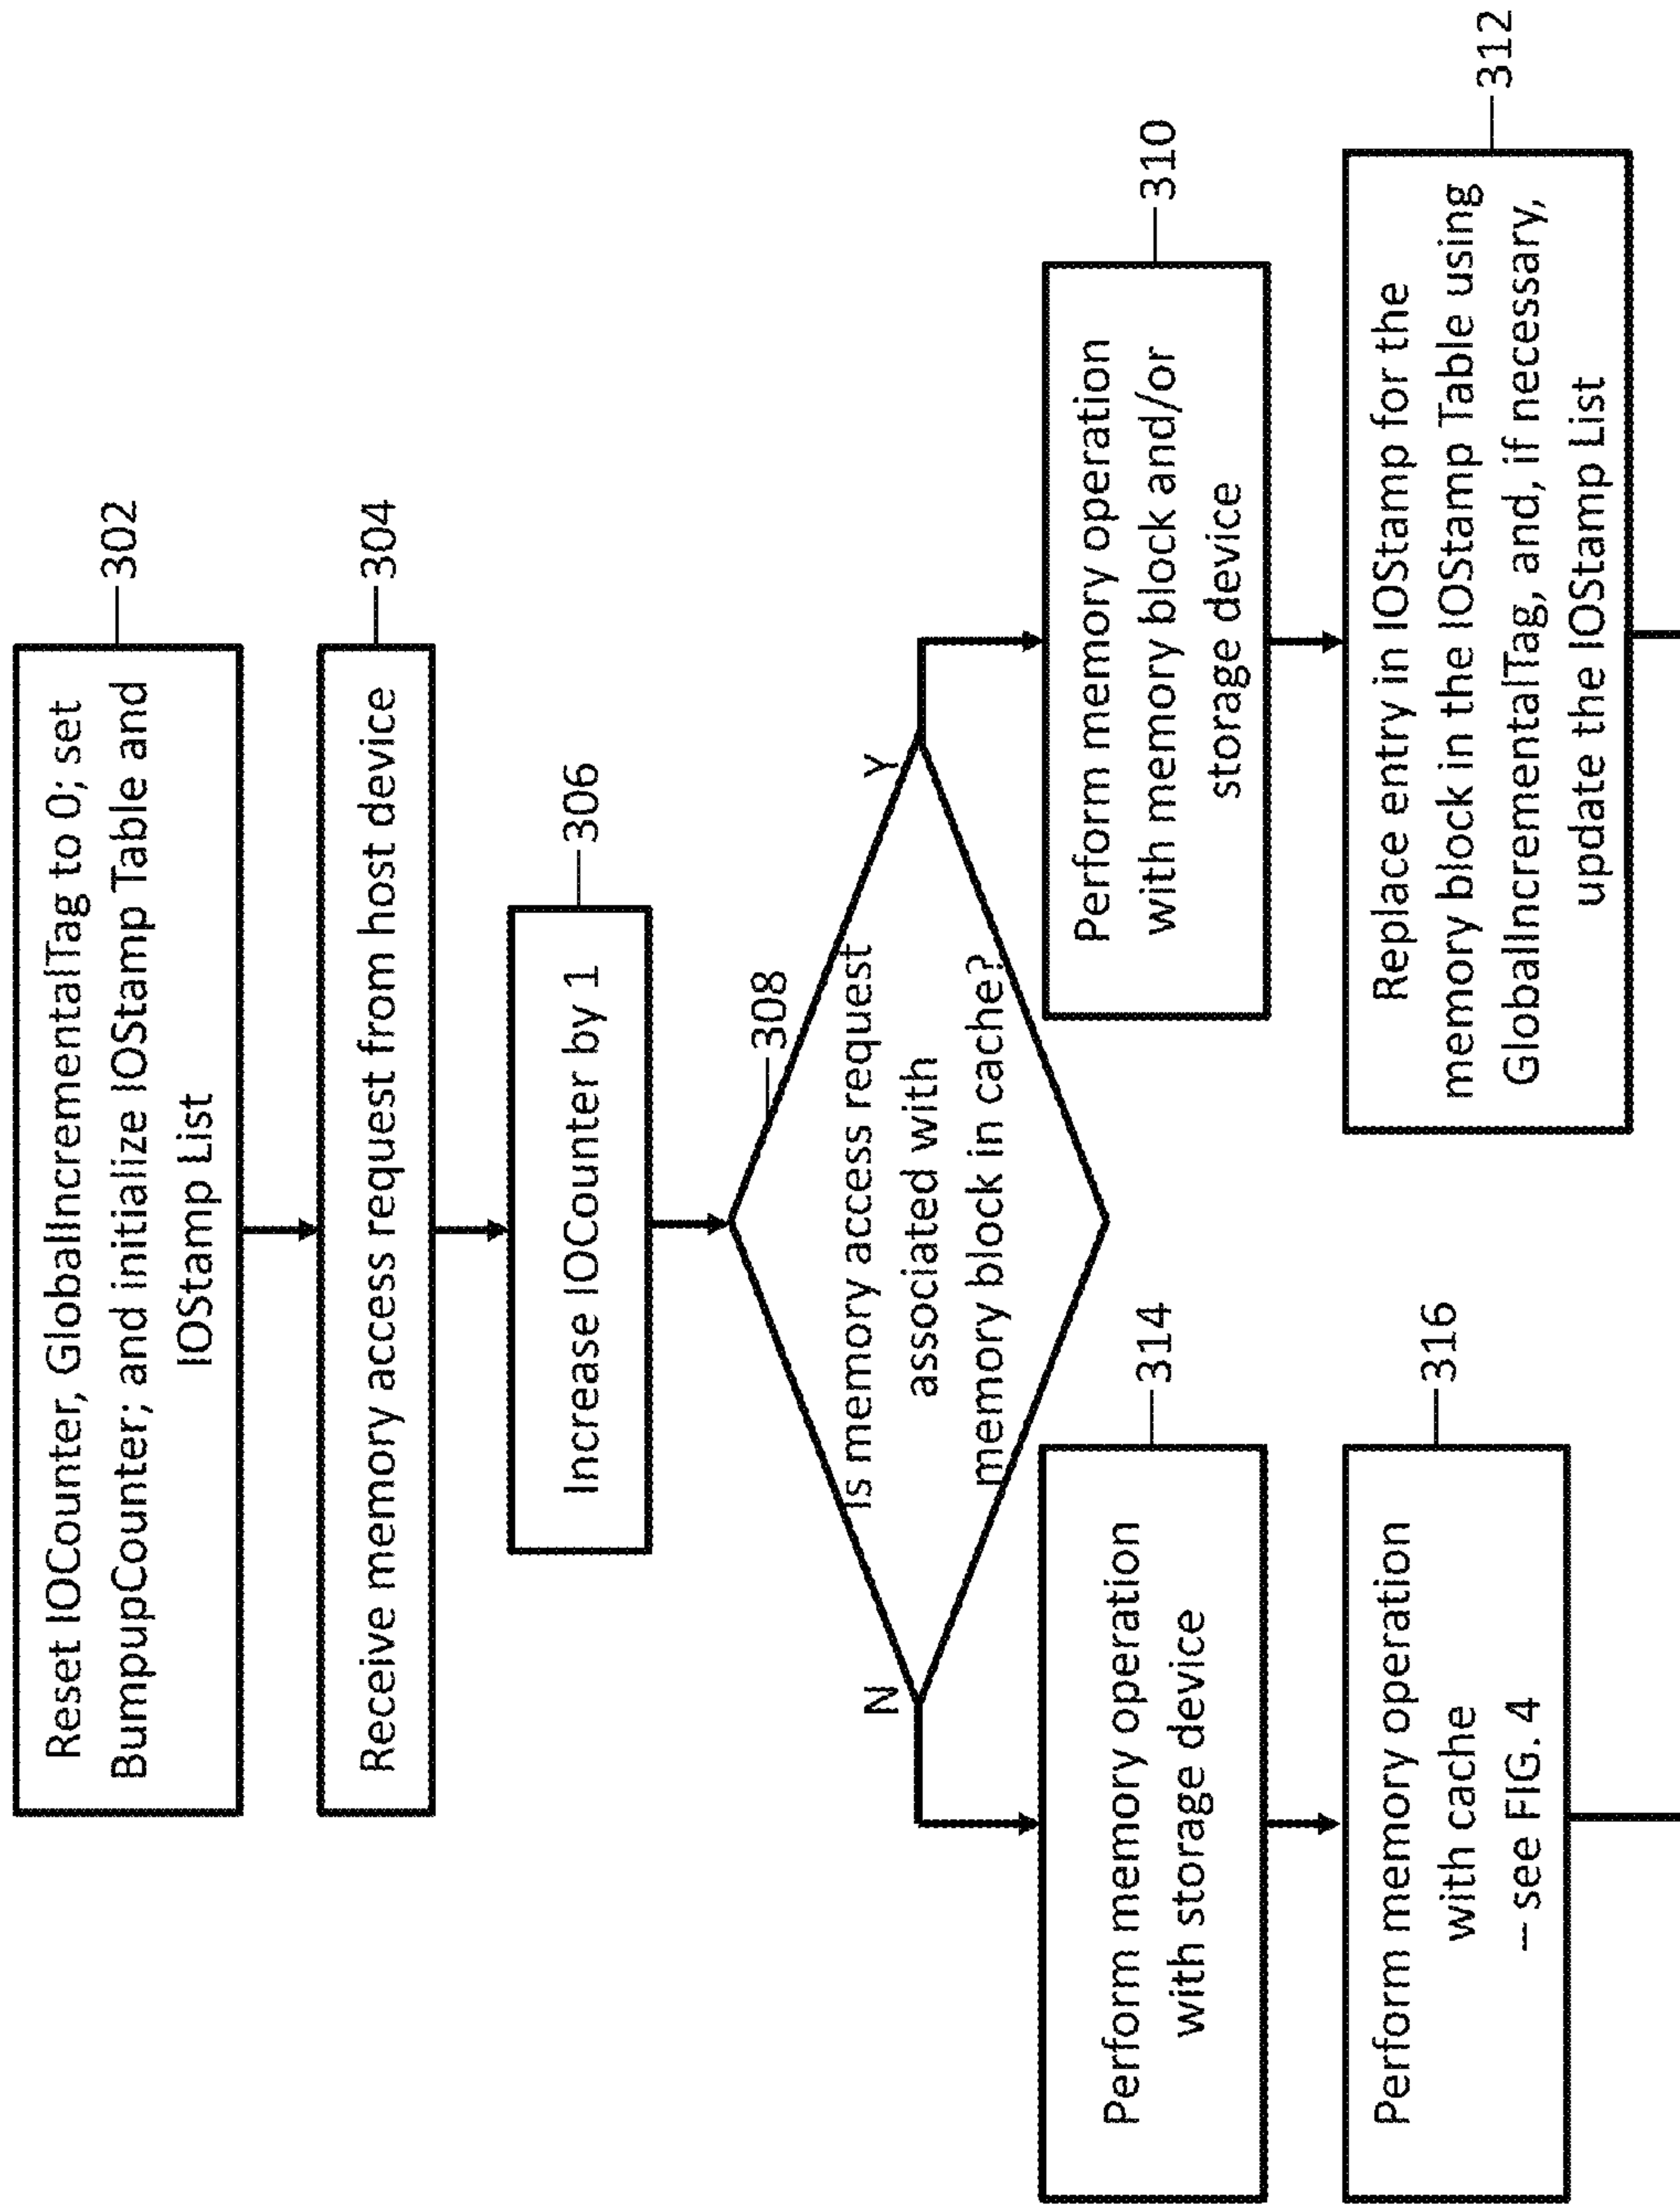 Reset IOCounter, GlobalIncrementalTag to 0; set
BumpupCounter; and initialize IOStamp Table and
IOStamp List
302
Receive memory access request from host device
304
Increase IOCounter by 1
306
308
Is memory access request
associated with
memory block in cache?
N
Y
Perform memory operation
with storage device
314
Perform memory operation
with memory block and/or
storage device
310
Perform memory operation
with cache
-- see FIG. 4
316
Replace entry in IOStamp for the
memory block in the IOStamp Table using
GlobalIncrementalTag, and, if necessary,
update the IOStamp List
312